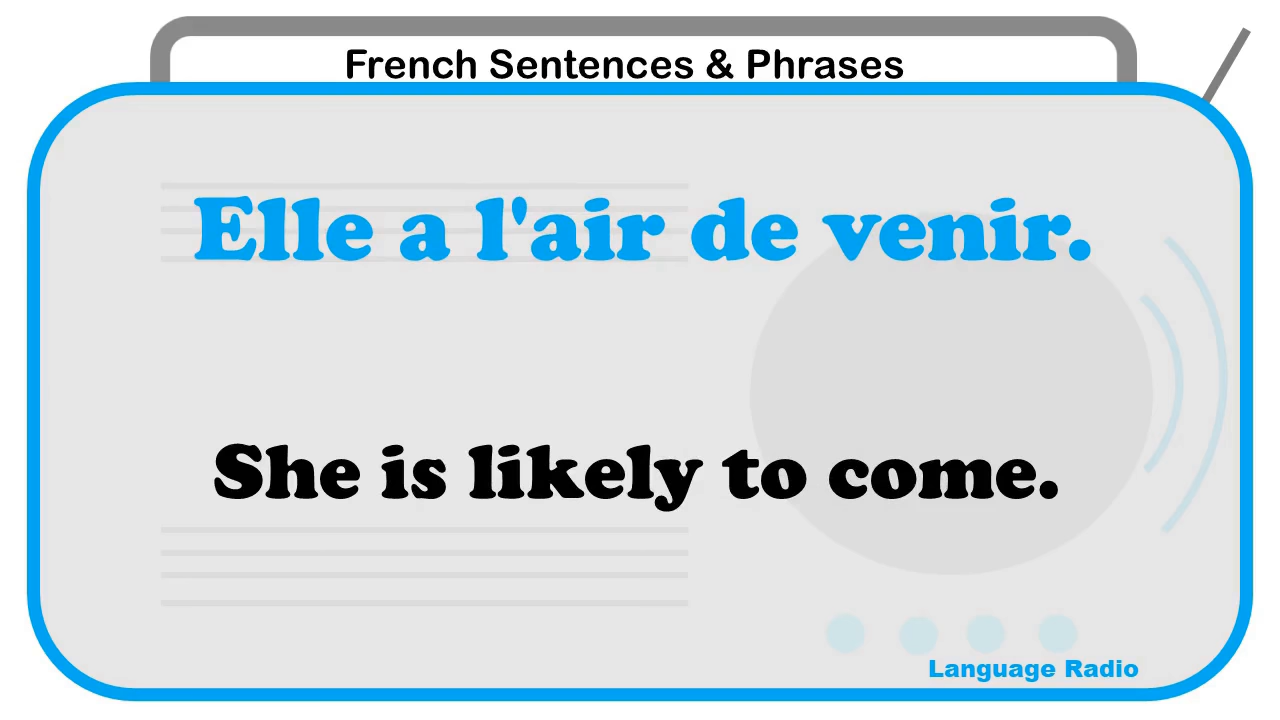 French Sentences & Phrases
Elle a l'air de venir.
She is likely to come.
Language Radio